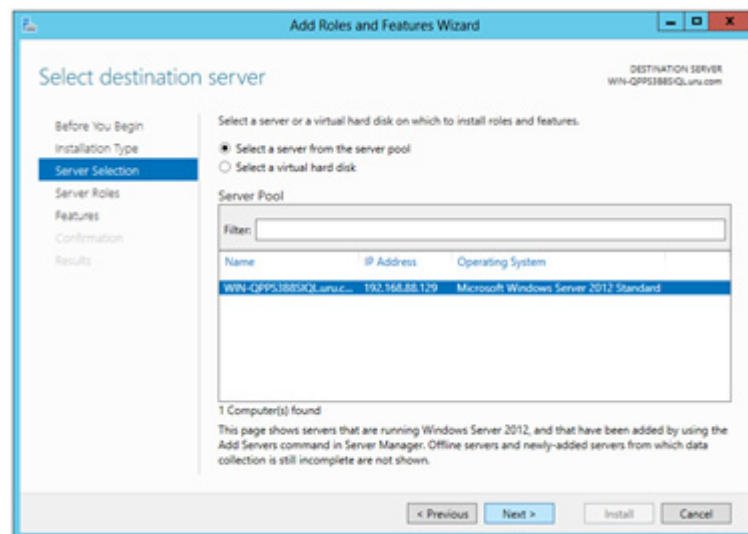 Add Roles and Features Wizard
Select destination server
DESTINATION SERVER
WIN-QPPS388SIQL.uru.com
Before You Begin
Installation Type
Server Selection
Server Roles
Features
Confirmation
Results
Select a server or a virtual hard disk on which to install roles and features.
Select a server from the server pool
Select a virtual hard disk
Server Pool
Filter:
Name IP Address Operating System
WIN-QPPS388SIQL.uru.c... 192.168.88.129 Microsoft Windows Server 2012 Standard
1 Computer(s) found
This page shows servers that are running Windows Server 2012, and that have been added by using the
Add Servers command in Server Manager. Offline servers and newly-added servers from which data
collection is still incomplete are not shown.
< Previous Next > Install Cancel